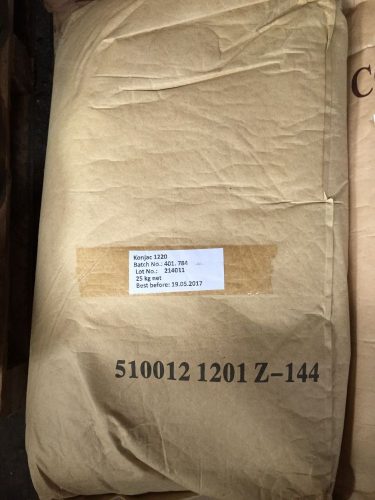 C
Konjac 1220
Batch No.: 401. 784
Lot No.: 214011
25 kg net
Best before: 19.05.2017
510012 1201 Z-144